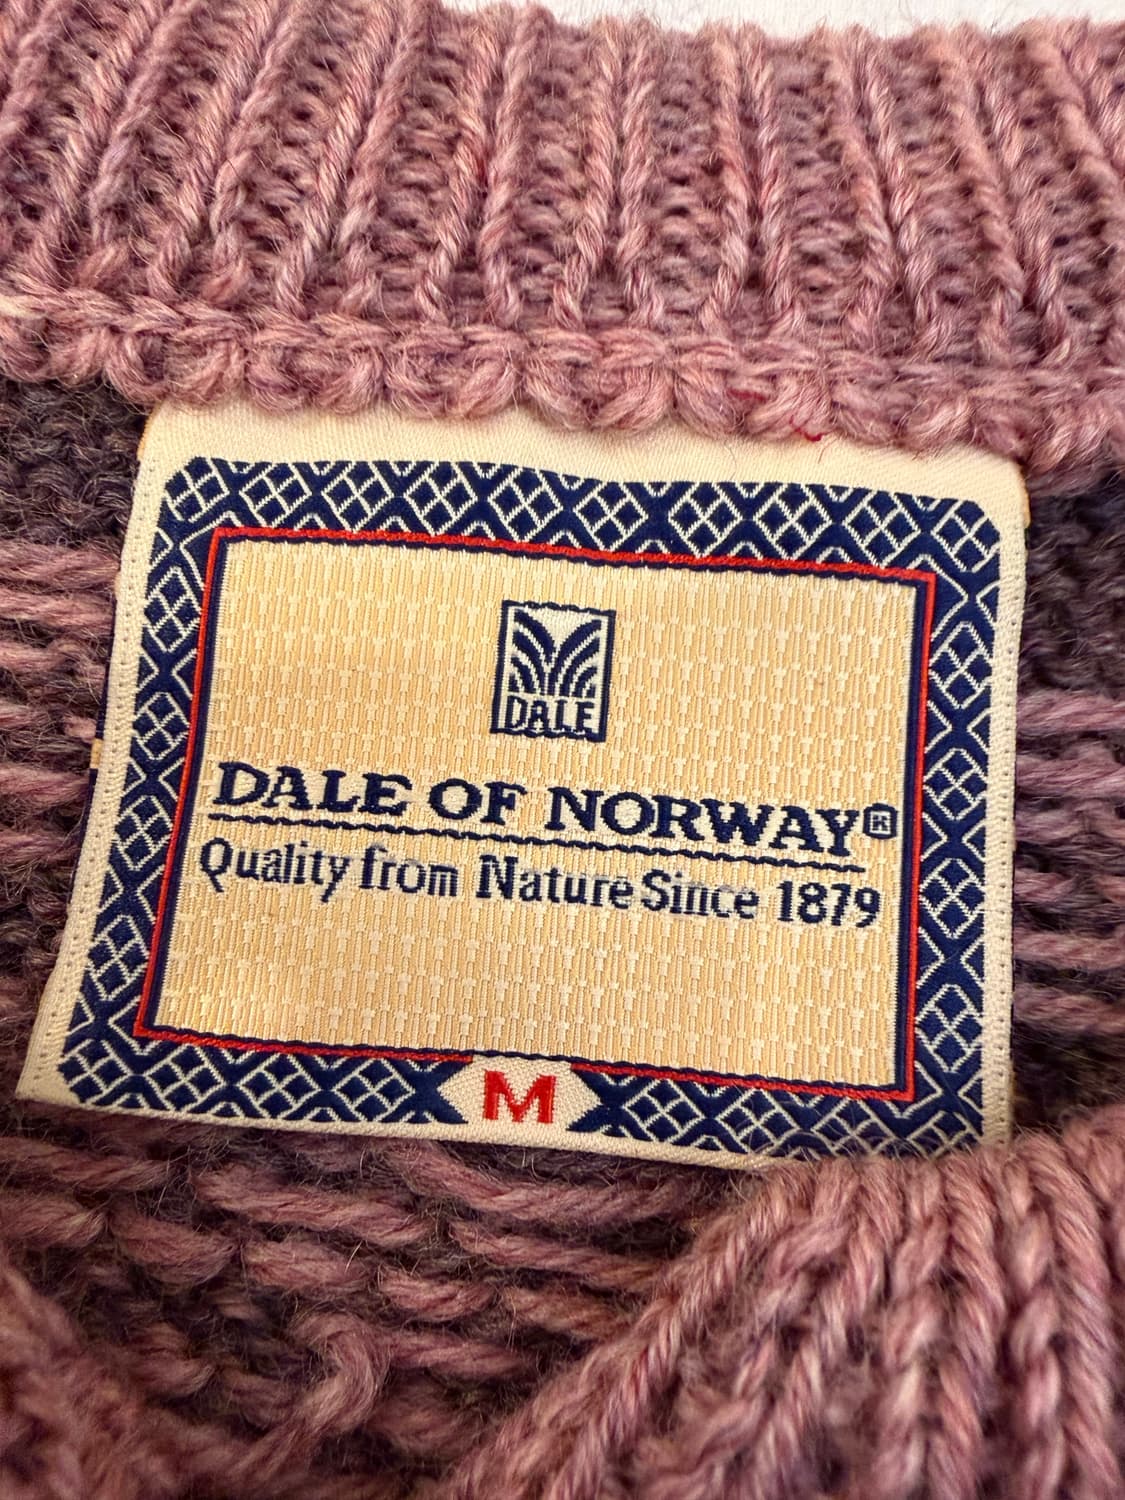 DALE
DALE OF NORWAY®
Quality from Nature Since 1879
M